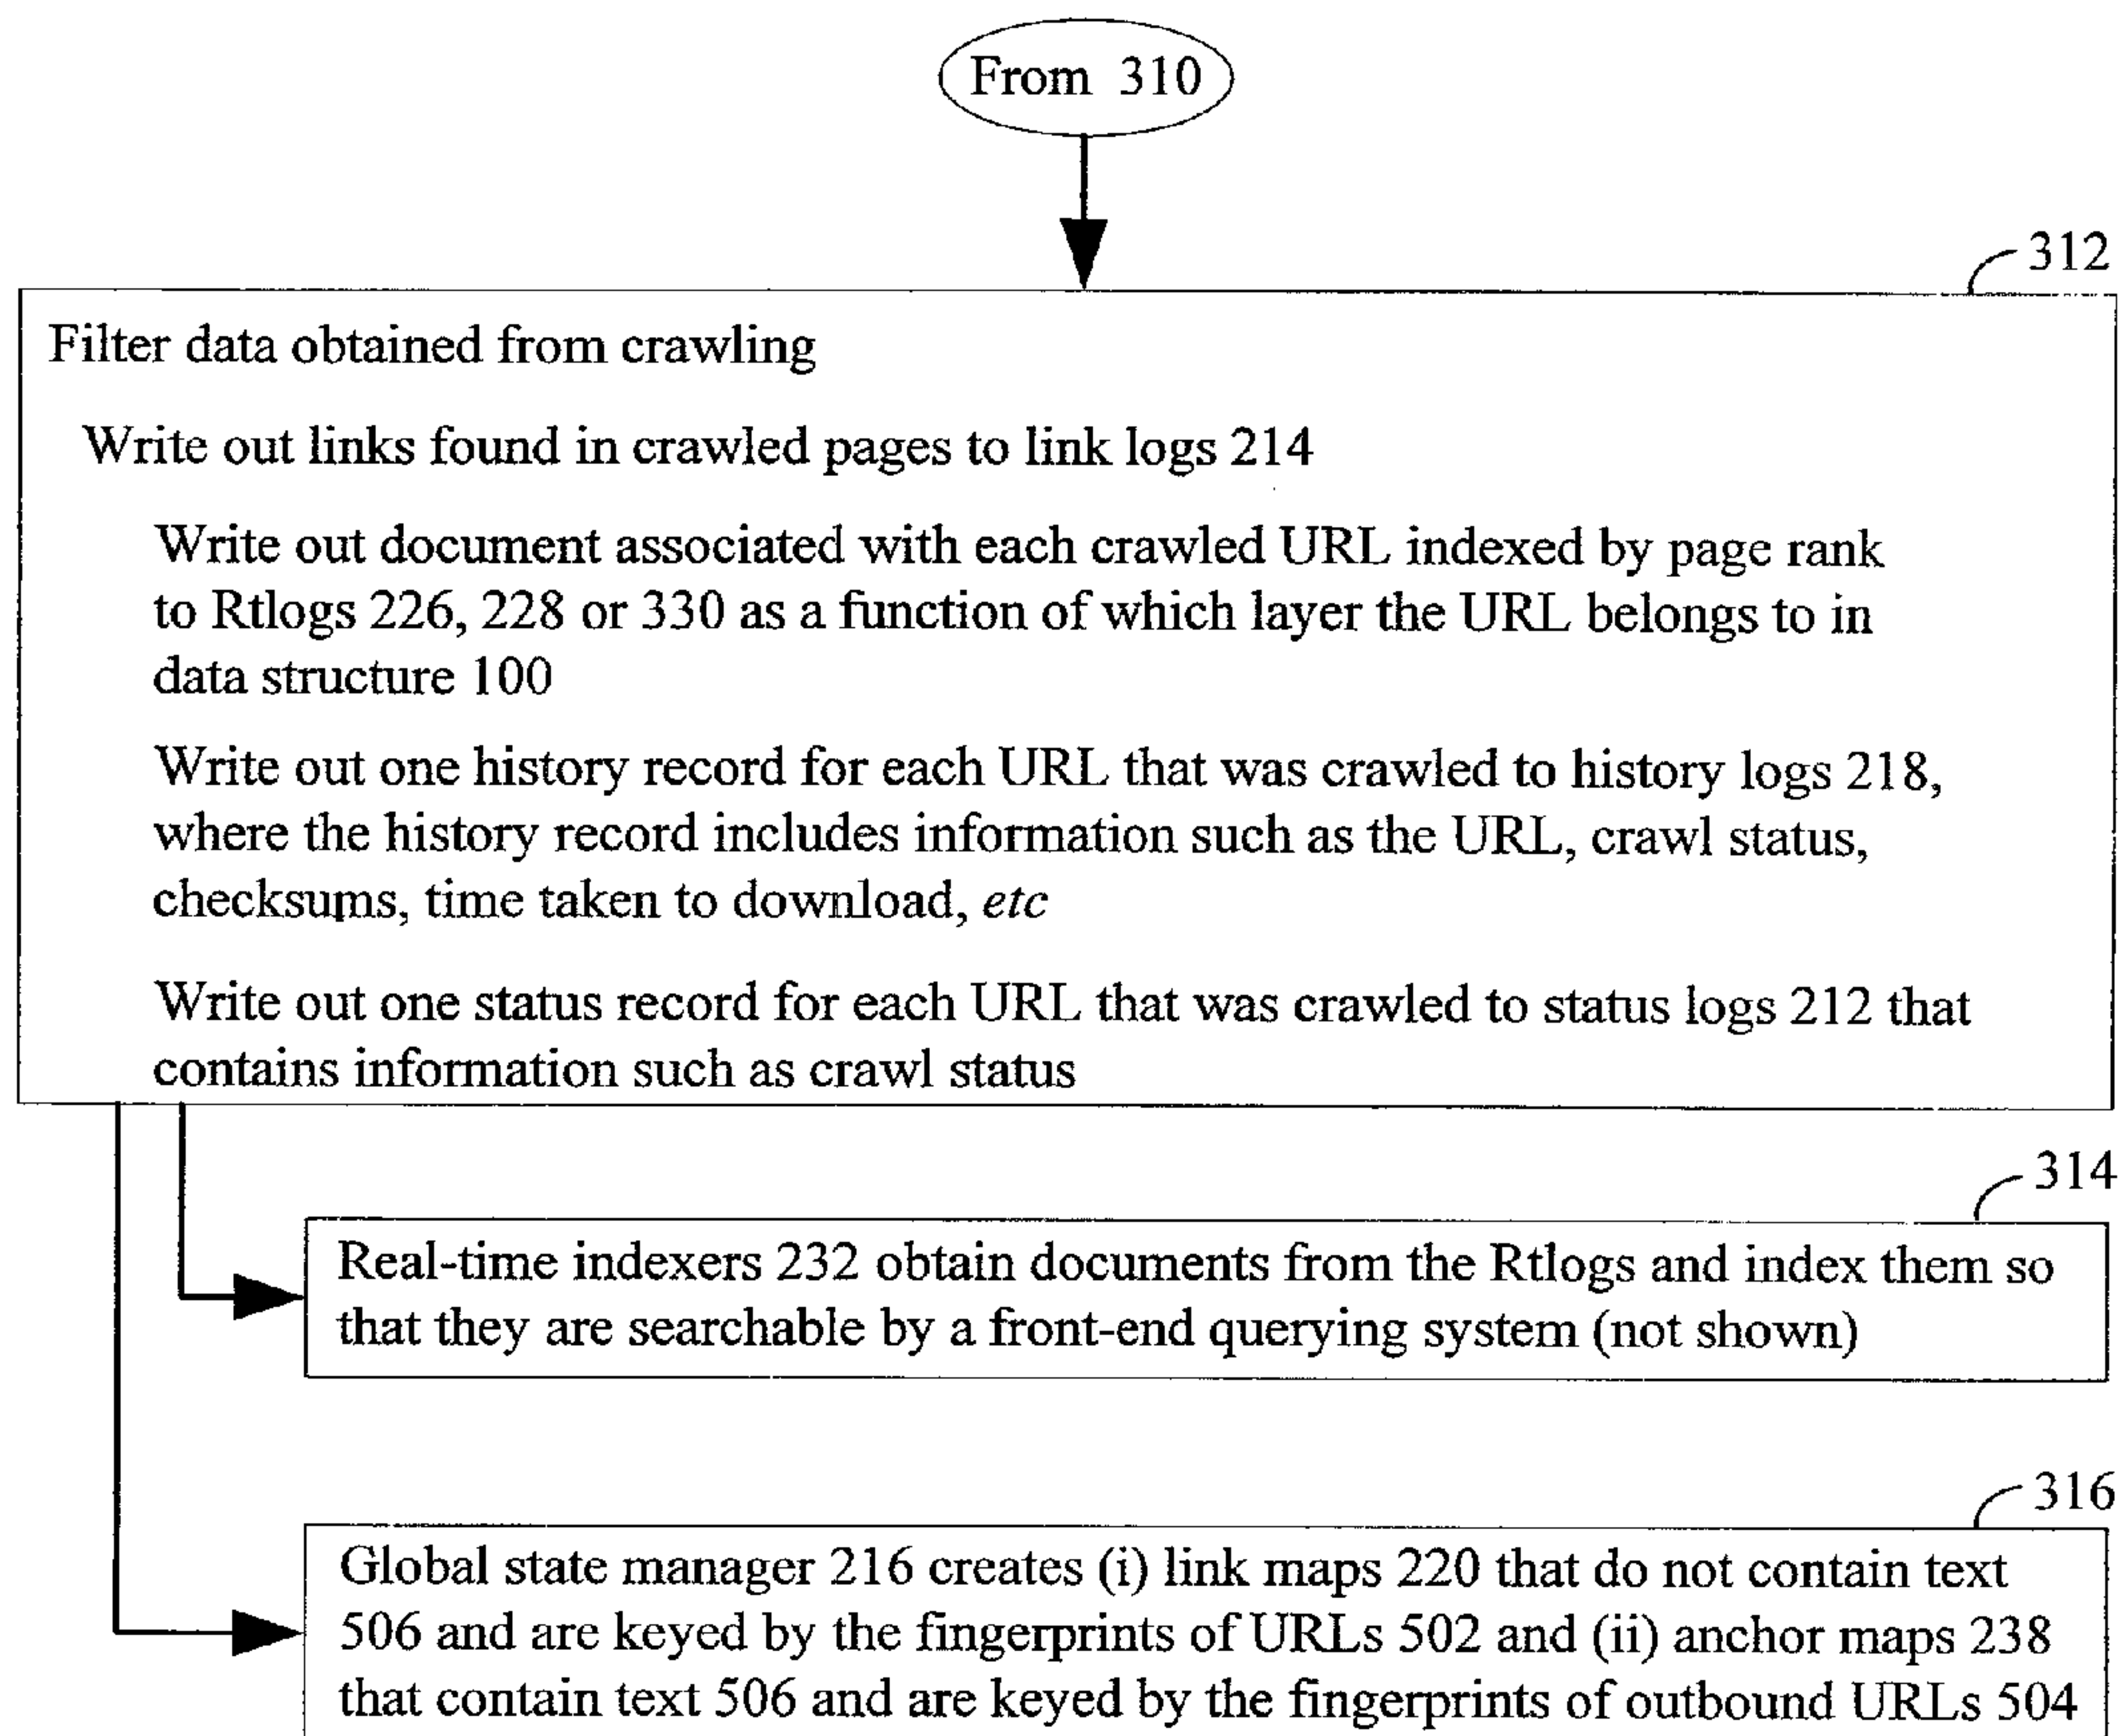 From 310
312
Filter data obtained from crawling
Write out links found in crawled pages to link logs 214
Write out document associated with each crawled URL indexed by page rank
to Rtlogs 226, 228 or 330 as a function of which layer the URL belongs to in
data structure 100
Write out one history record for each URL that was crawled to history logs 218,
where the history record includes information such as the URL, crawl status,
checksums, time taken to download, etc
Write out one status record for each URL that was crawled to status logs 212 that
contains information such as crawl status
314
Real-time indexers 232 obtain documents from the Rtlogs and index them so
that they are searchable by a front-end querying system (not shown)
316
Global state manager 216 creates (i) link maps 220 that do not contain text
506 and are keyed by the fingerprints of URLs 502 and (ii) anchor maps 238
that contain text 506 and are keyed by the fingerprints of outbound URLs 504